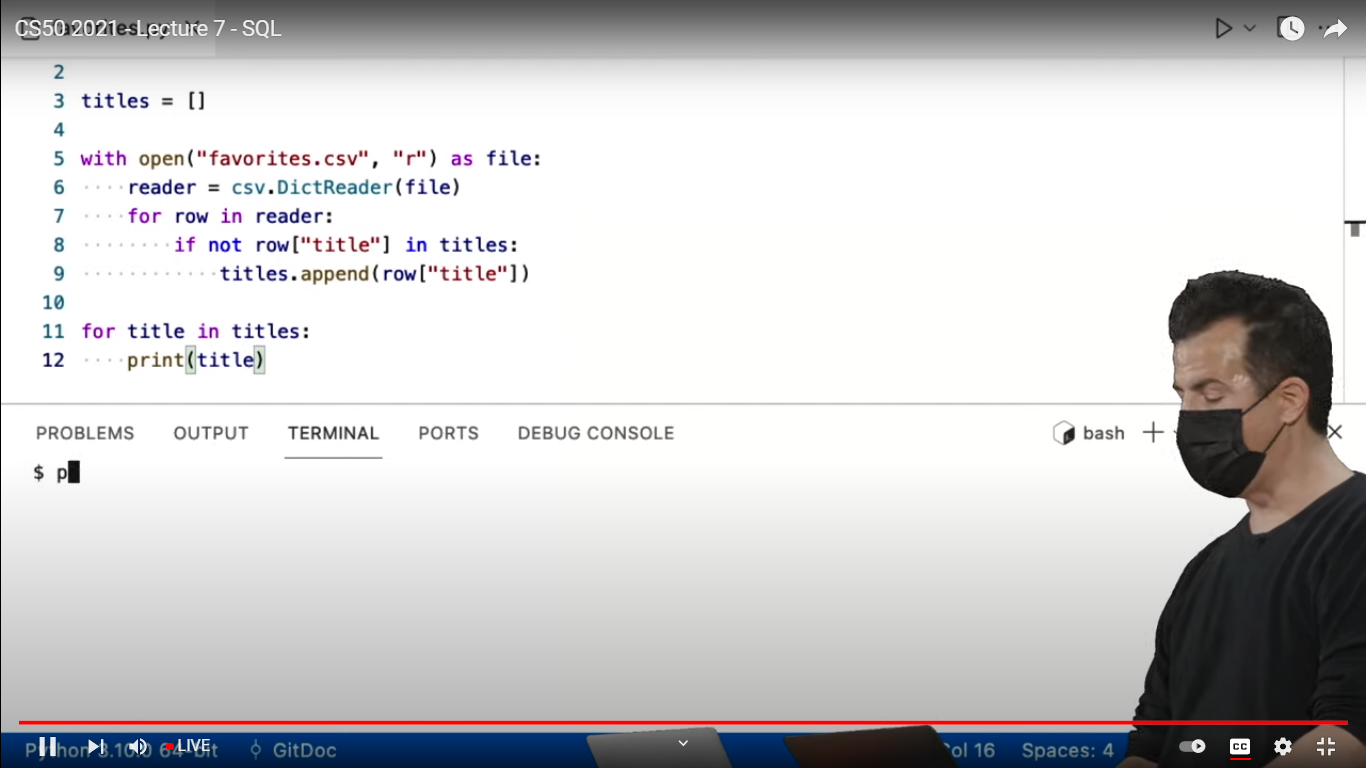 CS50 2021 - Lecture 7 - SQL
2
3 titles = []
4
5 with open("favorites.csv", "r") as file:
6 ····reader = csv.DictReader(file)
7 ····for row in reader:
8 ········if not row["title"] in titles:
9 ············titles.append(row["title"])
10
11 for title in titles:
12 ····print(title)
PROBLEMS OUTPUT TERMINAL PORTS DEBUG CONSOLE bash
$ p
Python 3.10.0 64-bit LIVE GitDoc Col 16 Spaces: 4 CC